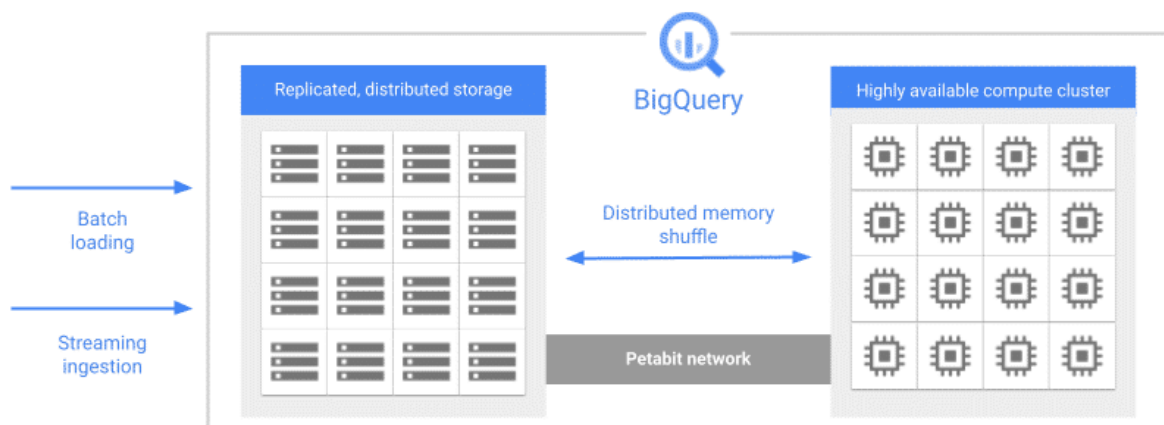 BigQuery
Replicated, distributed storage
Highly available compute cluster
Batch
loading
Streaming
ingestion
Distributed memory
shuffle
Petabit network